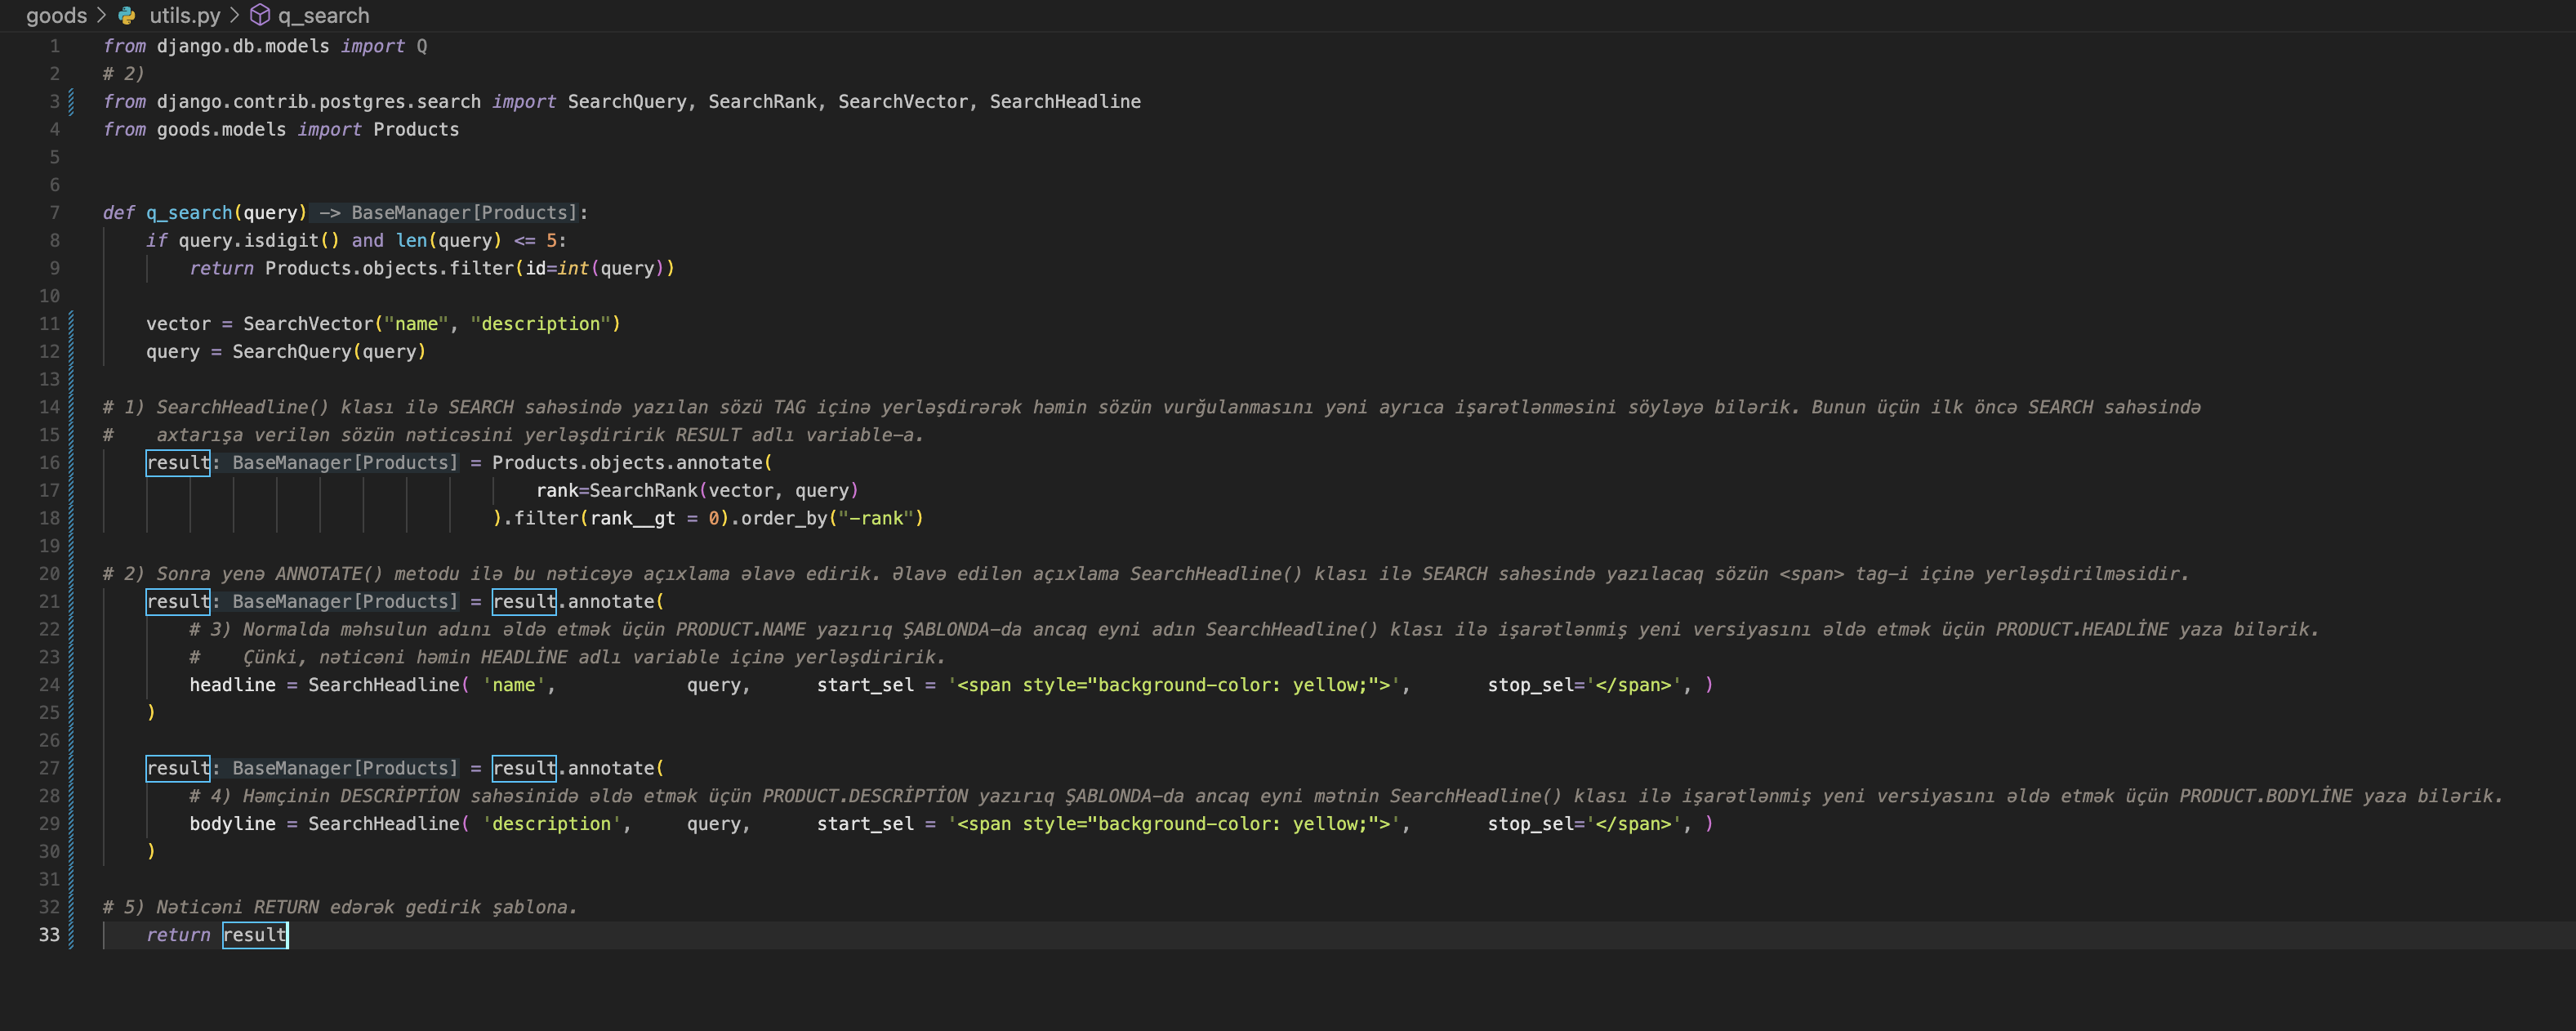 goods > utils.py > q_search
1 from django.db.models import Q
2 # 2)
3 from django.contrib.postgres.search import SearchQuery, SearchRank, SearchVector, SearchHeadline
4 from goods.models import Products
5
6
7 def q_search(query) -> BaseManager[Products]:
8     if query.isdigit() and len(query) <= 5:
9         return Products.objects.filter(id=int(query))
10
11     vector = SearchVector("name", "description")
12     query = SearchQuery(query)
13
14 # 1) SearchHeadline() klası ilə SEARCH sahəsində yazılan sözü TAG içinə yerləşdirərək həmin sözün vurğulanmasını yəni ayrıca işarətlənməsini söyləyə bilərik. Bunun üçün ilk öncə SEARCH sahəsində
15 #    axtarışa verilən sözün nəticəsini yerləşdiririk RESULT adlı variable-a.
16     result: BaseManager[Products] = Products.objects.annotate(
17                                         rank=SearchRank(vector, query)
18                                     ).filter(rank__gt = 0).order_by("-rank")
19
20 # 2) Sonra yenə ANNOTATE() metodu ilə bu nəticəyə açıxlama əlavə edirik. Əlavə edilən açıxlama SearchHeadline() klası ilə SEARCH sahəsində yazılacaq sözün <span> tag-i içinə yerləşdirilməsidir.
21     result: BaseManager[Products] = result.annotate(
22         # 3) Normalda məhsulun adını əldə etmək üçün PRODUCT.NAME yazırıq ŞABLONDA-da ancaq eyni adın SearchHeadline() klası ilə işarətlənmiş yeni versiyasını əldə etmək üçün PRODUCT.HEADLİNE yaza bilərik.
23         #    Çünki, nəticəni həmin HEADLİNE adlı variable içinə yerləşdiririk.
24         headline = SearchHeadline( 'name',            query,      start_sel = '<span style="background-color: yellow;">',       stop_sel='</span>', )
25     )
26
27     result: BaseManager[Products] = result.annotate(
28         # 4) Həmçinin DESCRİPTİON sahəsinidə əldə etmək üçün PRODUCT.DESCRİPTİON yazırıq ŞABLONDA-da ancaq eyni mətnin SearchHeadline() klası ilə işarətlənmiş yeni versiyasını əldə etmək üçün PRODUCT.BODYLİNE yaza bilərik.
29         bodyline = SearchHeadline( 'description',     query,      start_sel = '<span style="background-color: yellow;">',       stop_sel='</span>', )
30     )
31
32 # 5) Nəticəni RETURN edərək gedirik şablona.
33     return result